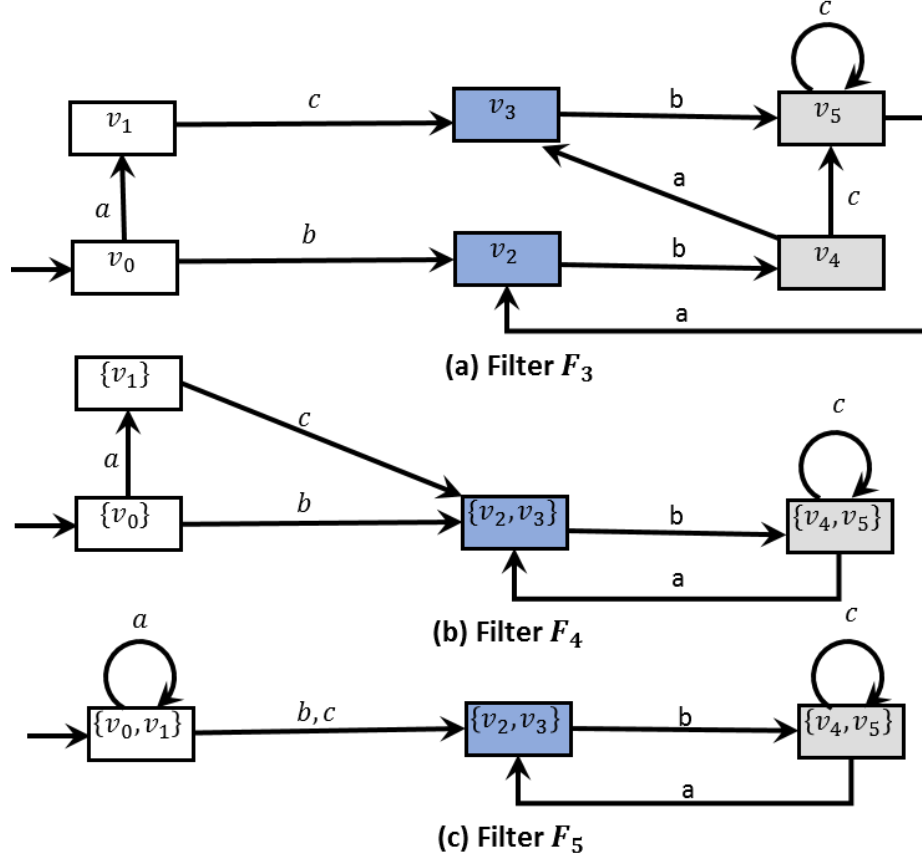 c
v₁ c v₃ b v₅
a a c
v₀ b v₂ b v₄
a
(a) Filter F₃
{v₁}
c c
a
{v₀} b {v₂, v₃} b {v₄, v₅}
a
(b) Filter F₄
a c
{v₀, v₁} b, c {v₂, v₃} b {v₄, v₅}
a
(c) Filter F₅